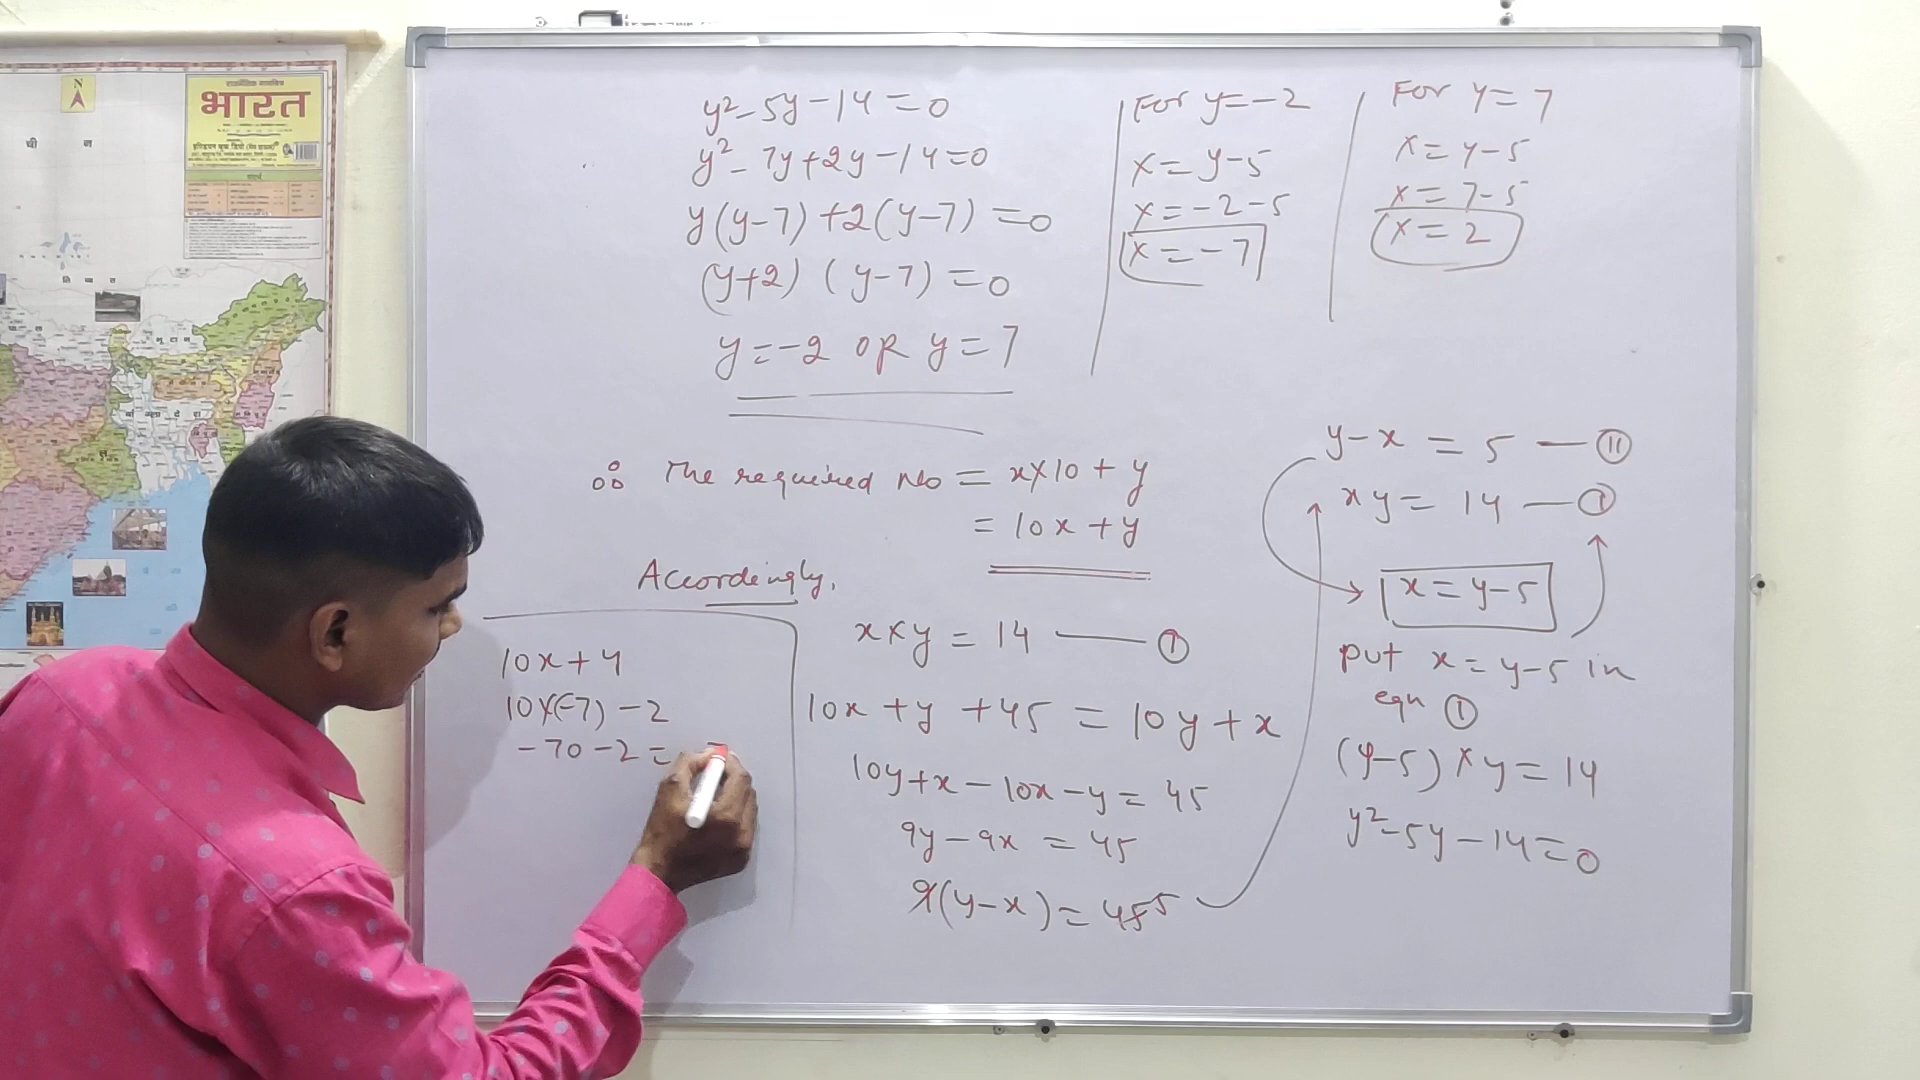 N
भारत
ची न
ति ब्ब त
बां ग्ला दे श
y² - 5y - 14 = 0
y² - 7y + 2y - 14 = 0
y(y-7) + 2(y-7) = 0
(y+2) (y-7) = 0
y = -2 OR y = 7
For y = -2
x = y-5
x = -2-5
x = -7
For y = 7
x = y-5
x = 7-5
x = 2
∴ The required No = x×10 + y
= 10x + y
Accordingly,
x×y = 14 — ①
10x + y + 45 = 10y + x
10y + x - 10x - y = 45
9y - 9x = 45
9(y-x) = 45 5
y - x = 5 — ⑪
xy = 14 — ①
x = y-5
put x = y-5 in
eqn ①
(y-5) × y = 14
y² - 5y - 14 = 0
10x + y
10×(-7) - 2
-70 - 2 =